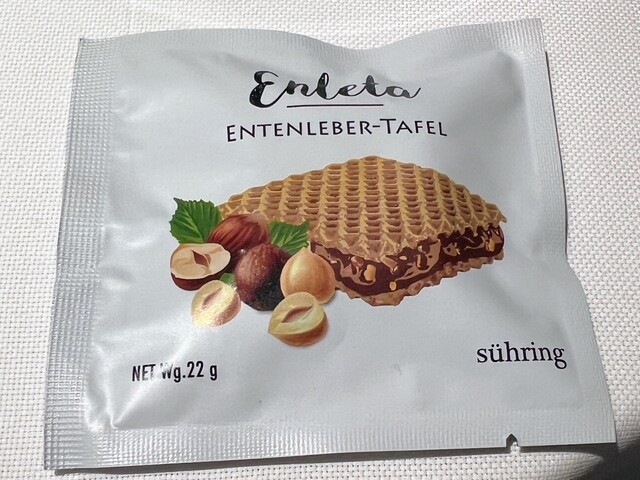 Enleta
ENTENLEBER-TAFEL
NET Wg.22 g
sühring